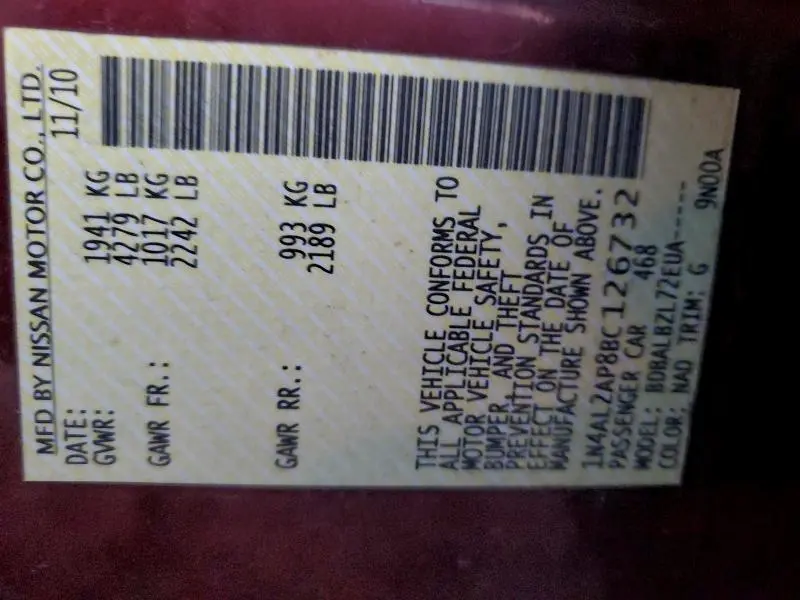 MFD BY NISSAN MOTOR CO., LTD.
DATE: 11/10
GVWR: 1941 KG
4279 LB
GAWR FR.: 1017 KG
2242 LB
GAWR RR.: 993 KG
2189 LB
THIS VEHICLE CONFORMS TO
ALL APPLICABLE FEDERAL
MOTOR VEHICLE SAFETY,
BUMPER, AND THEFT
PREVENTION STANDARDS IN
EFFECT ON THE DATE OF
MANUFACTURE SHOWN ABOVE.
1N4AL2AP8BC126732
PASSENGER CAR 468
MODEL: BDRALBZL72EUA-----
COLOR: NAD TRIM: G 9N00A